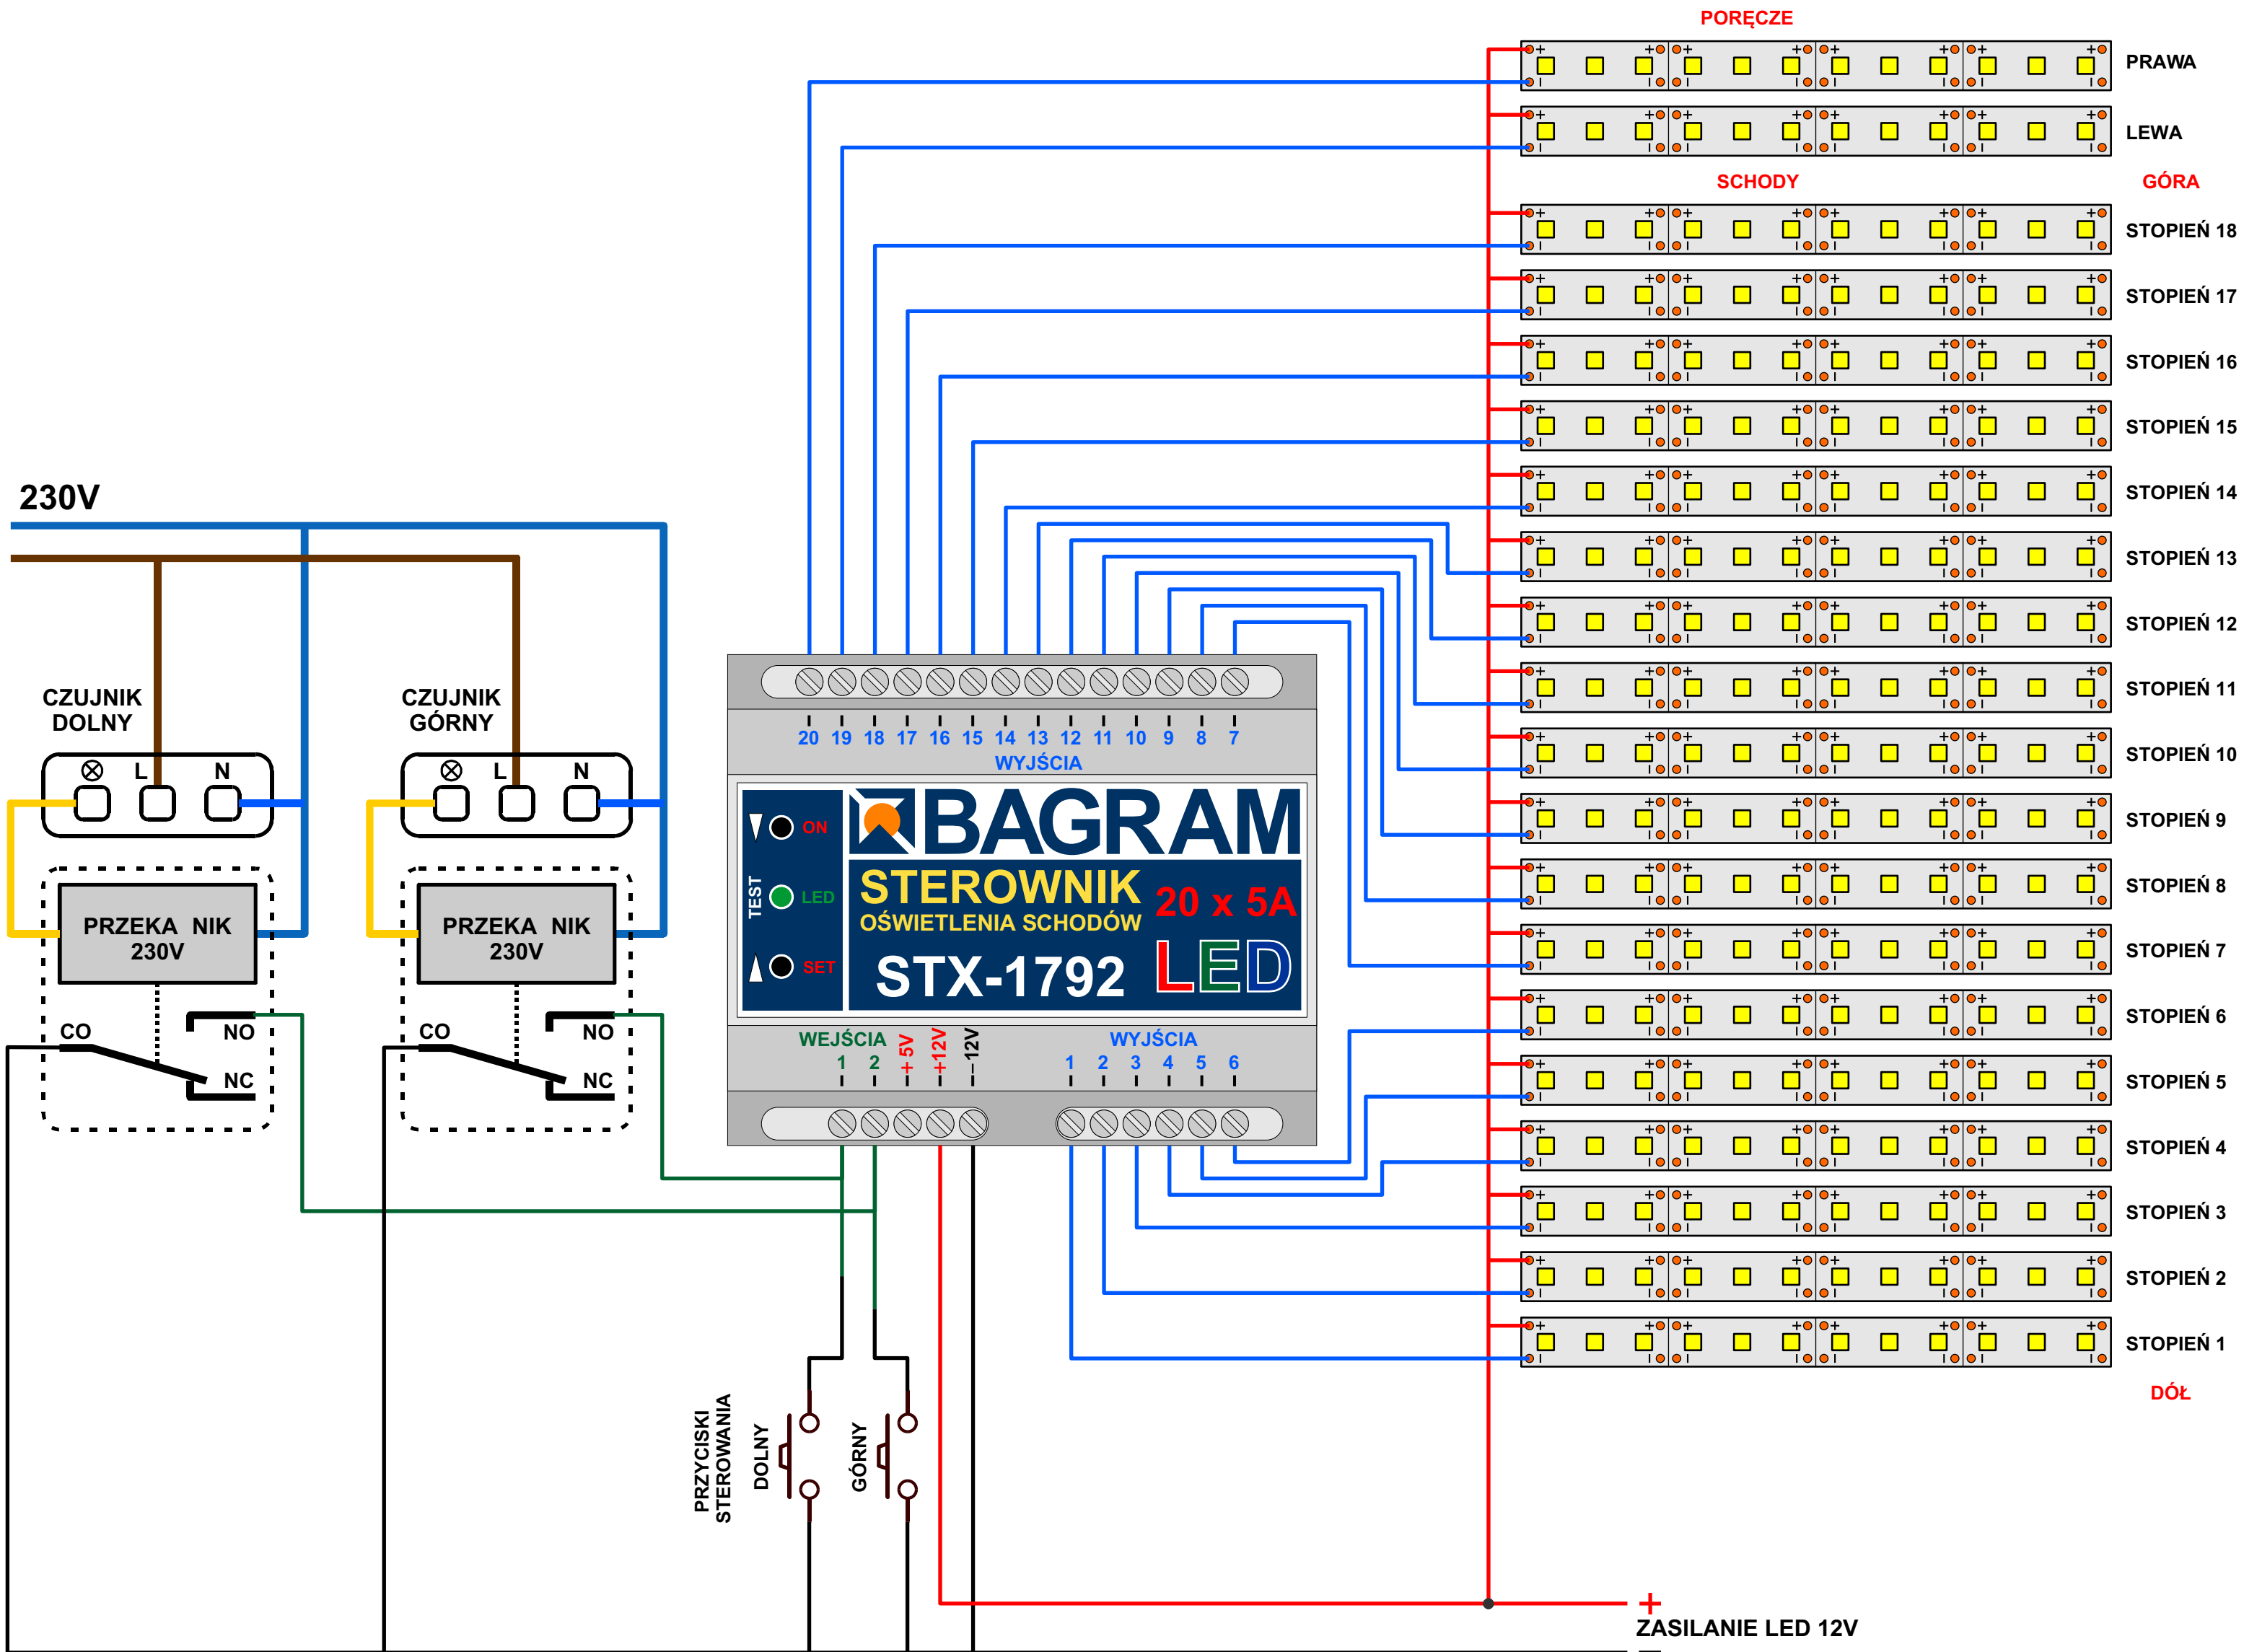 PORĘCZE
PRAWA
LEWA
SCHODY
GÓRA
STOPIEŃ 18
STOPIEŃ 17
STOPIEŃ 16
STOPIEŃ 15
STOPIEŃ 14
STOPIEŃ 13
STOPIEŃ 12
STOPIEŃ 11
STOPIEŃ 10
STOPIEŃ 9
STOPIEŃ 8
STOPIEŃ 7
STOPIEŃ 6
STOPIEŃ 5
STOPIEŃ 4
STOPIEŃ 3
STOPIEŃ 2
STOPIEŃ 1
DÓŁ
230V
CZUJNIK
DOLNY
L N
PRZEKA NIK
230V
CO
NO
NC
CZUJNIK
GÓRNY
L N
PRZEKA NIK
230V
CO
NO
NC
20 19 18 17 16 15 14 13 12 11 10 9 8 7
WYJŚCIA
TEST
ON
LED
SET
BAGRAM
STEROWNIK
OŚWIETLENIA SCHODÓW
20 x 5A
STX-1792
LED
WEJŚCIA
1 2 +5V +12V –12V
WYJŚCIA
1 2 3 4 5 6
PRZYCISKI
STEROWANIA
DOLNY
GÓRNY
+
ZASILANIE LED 12V